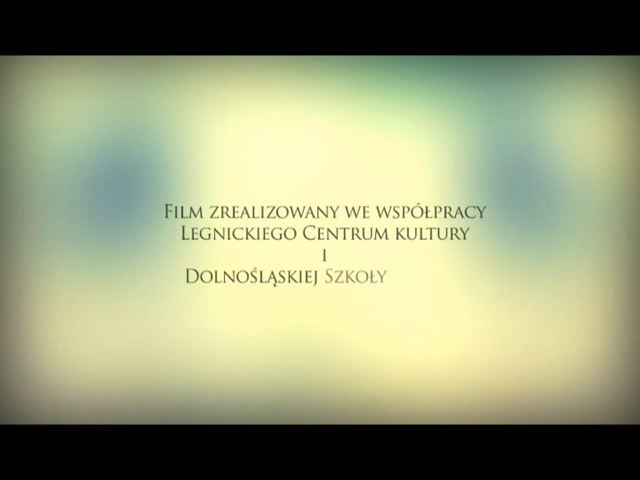 Film zrealizowany we współpracy
Legnickiego Centrum kultury
i
Dolnośląskiej Szkoły